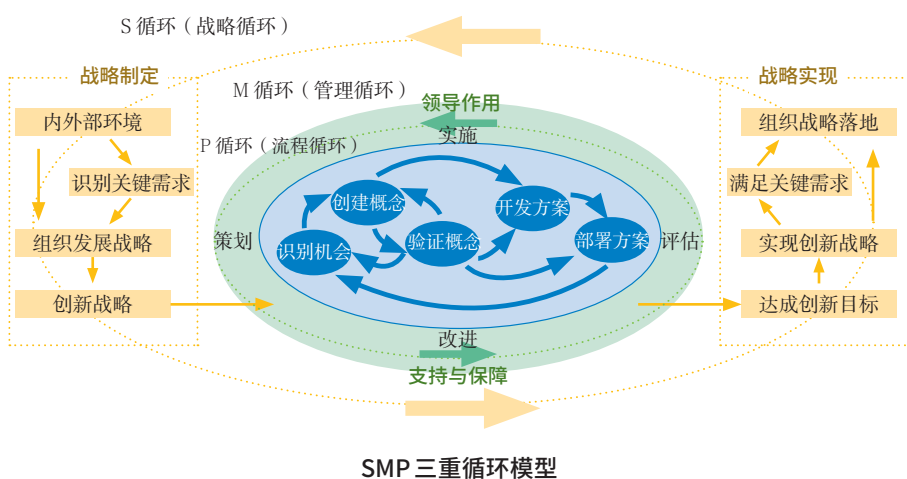 S 循环（战略循环）
战略制定
战略实现
M 循环（管理循环）
领导作用
内外部环境
组织战略落地
P 循环（流程循环）
实施
识别关键需求
满足关键需求
创建概念
开发方案
组织发展战略
策划
识别机会
验证概念
部署方案
评估
实现创新战略
创新战略
达成创新目标
改进
支持与保障
SMP 三重循环模型